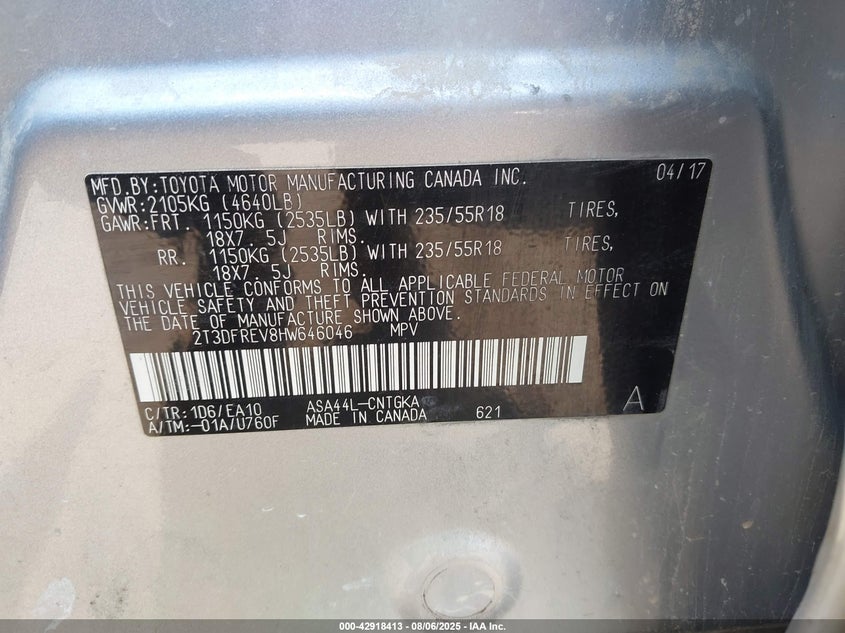 MFD.BY:TOYOTA MOTOR MANUFACTURING CANADA INC. 04/17
GVWR:2105KG (4640LB)
GAWR:FRT. 1150KG (2535LB) WITH 235/55R18 TIRES,
18X7. 5J RIMS.
RR. 1150KG (2535LB) WITH 235/55R18 TIRES,
18X7. 5J RIMS.
THIS VEHICLE CONFORMS TO ALL APPLICABLE FEDERAL MOTOR
VEHICLE SAFETY AND THEFT PREVENTION STANDARDS IN EFFECT ON
THE DATE OF MANUFACTURE SHOWN ABOVE.
2T3DFREV8HW646046 MPV
C/TR:1D6/EA10 ASA44L-CNTGKA
A/TM:-01A/U760F MADE IN CANADA 621 A
000-42918413 - 08/06/2025 - IAA Inc.